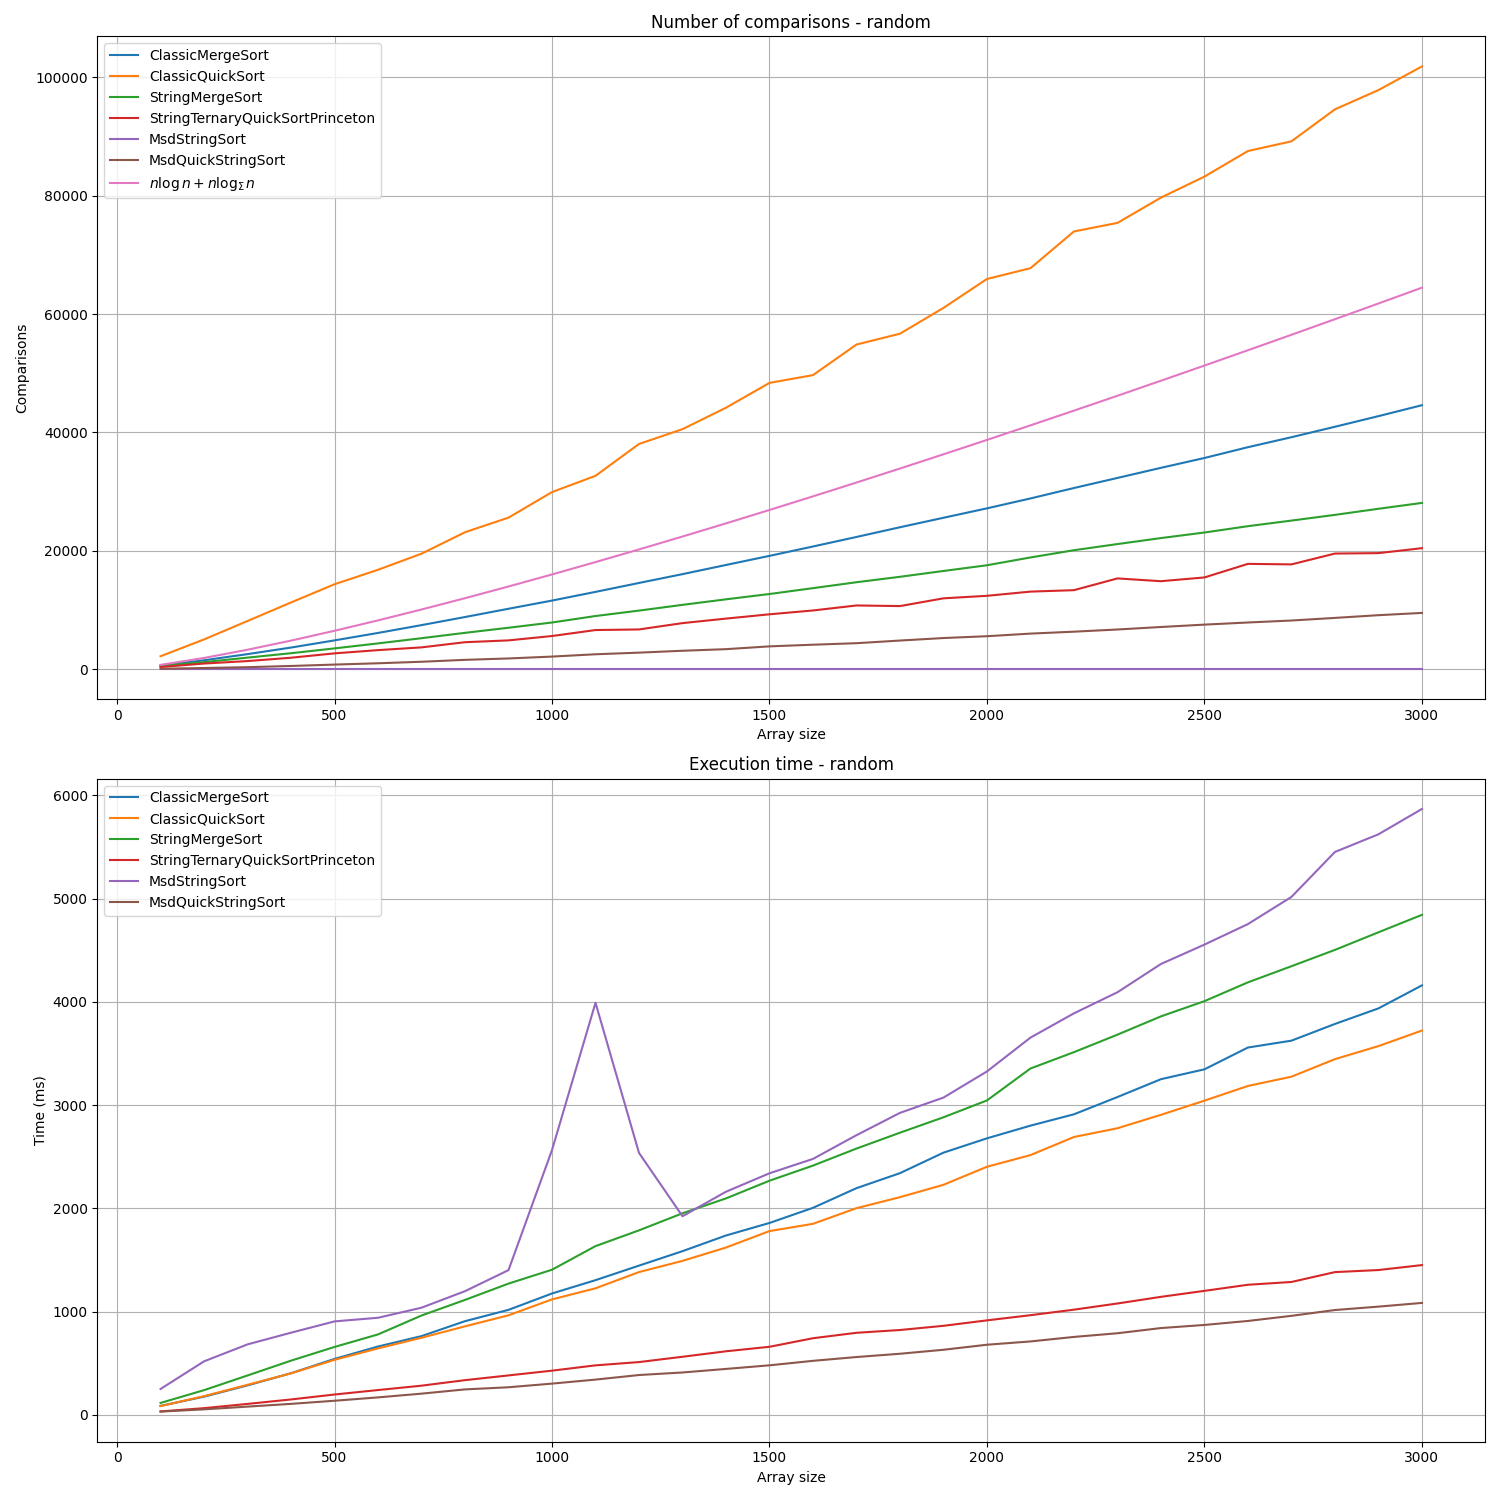 Number of comparisons - random
ClassicMergeSort
ClassicQuickSort
StringMergeSort
StringTernaryQuickSortPrinceton
MsdStringSort
MsdQuickStringSort
n log n + n log_Σ n
100000
80000
60000
40000
20000
0
Comparisons
0 500 1000 1500 2000 2500 3000
Array size
Execution time - random
ClassicMergeSort
ClassicQuickSort
StringMergeSort
StringTernaryQuickSortPrinceton
MsdStringSort
MsdQuickStringSort
6000
5000
4000
3000
2000
1000
0
Time (ms)
0 500 1000 1500 2000 2500 3000
Array size